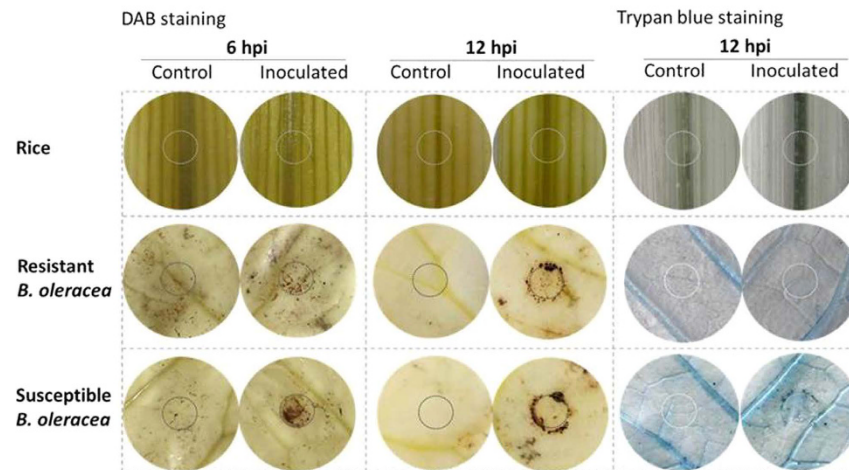 DAB staining
Trypan blue staining
6 hpi
12 hpi
12 hpi
Control
Inoculated
Control
Inoculated
Control
Inoculated
Rice
Resistant
B. oleracea
Susceptible
B. oleracea